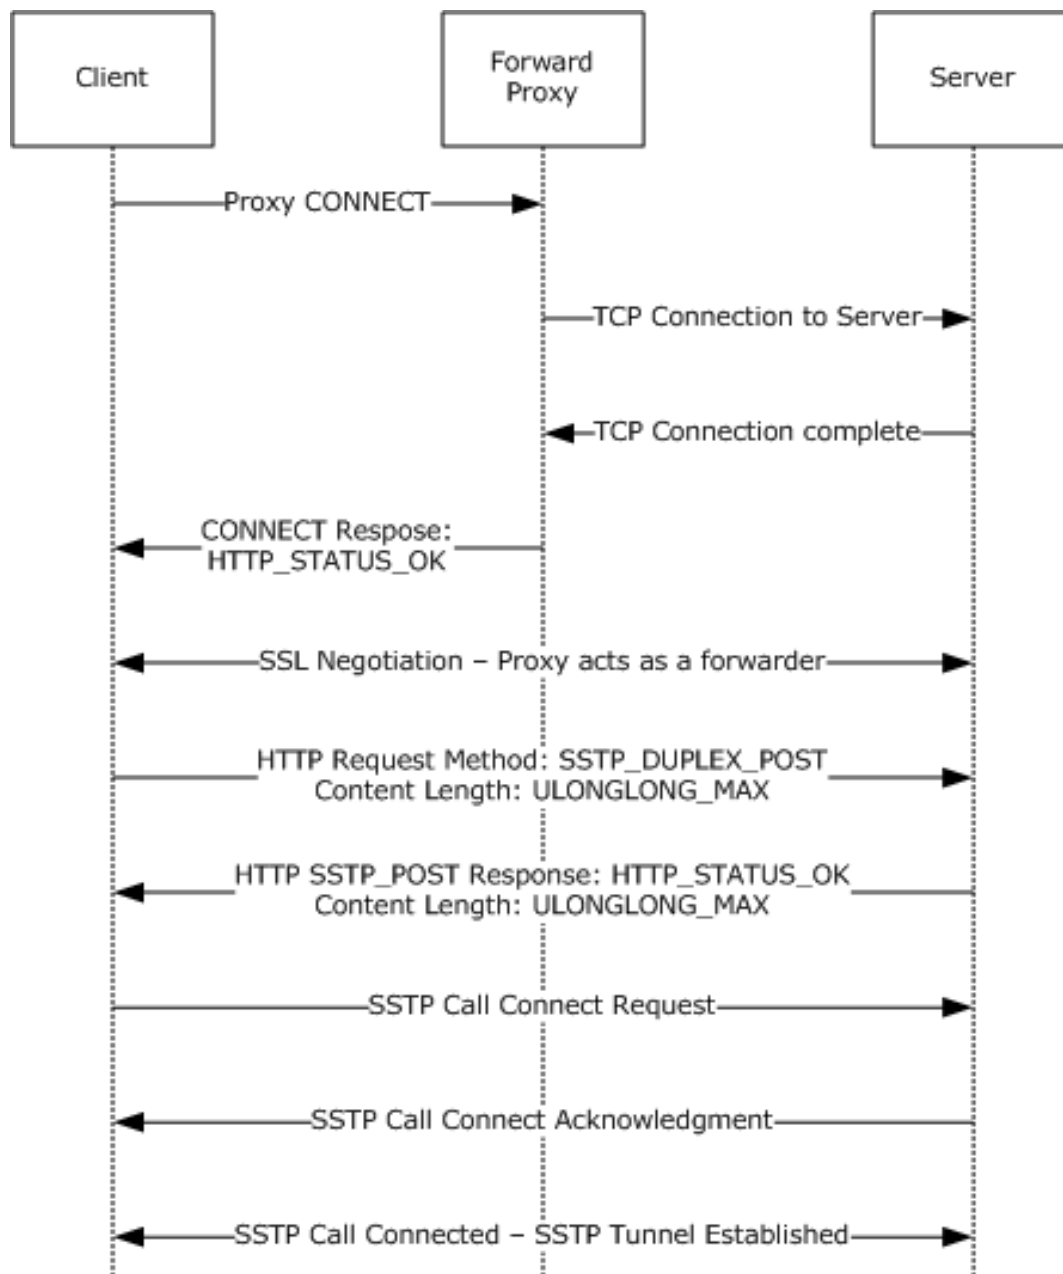 Client
Forward
Proxy
Server
Proxy CONNECT
TCP Connection to Server
TCP Connection complete
CONNECT Respose:
HTTP_STATUS_OK
SSL Negotiation – Proxy acts as a forwarder
HTTP Request Method: SSTP_DUPLEX_POST
Content Length: ULONGLONG_MAX
HTTP SSTP_POST Response: HTTP_STATUS_OK
Content Length: ULONGLONG_MAX
SSTP Call Connect Request
SSTP Call Connect Acknowledgment
SSTP Call Connected – SSTP Tunnel Established